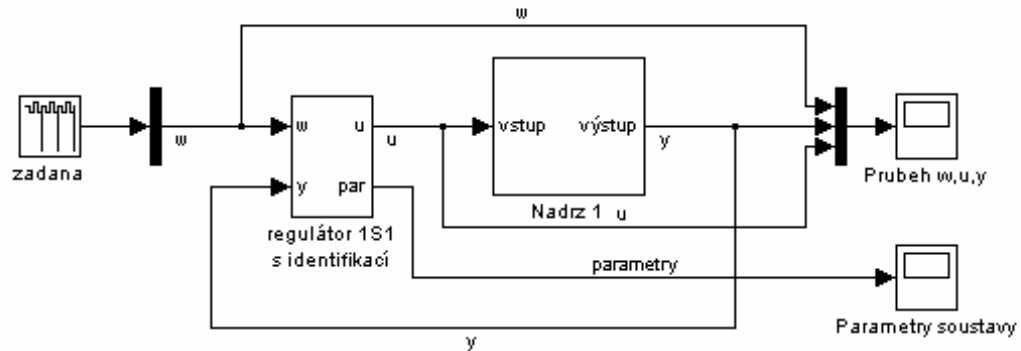 w
zadana
w
w
y
u
par
regulátor 1S1
s identifikací
u
vstup
výstup
Nadrz 1
u
y
Prubeh w,u,y
parametry
Parametry soustavy
y